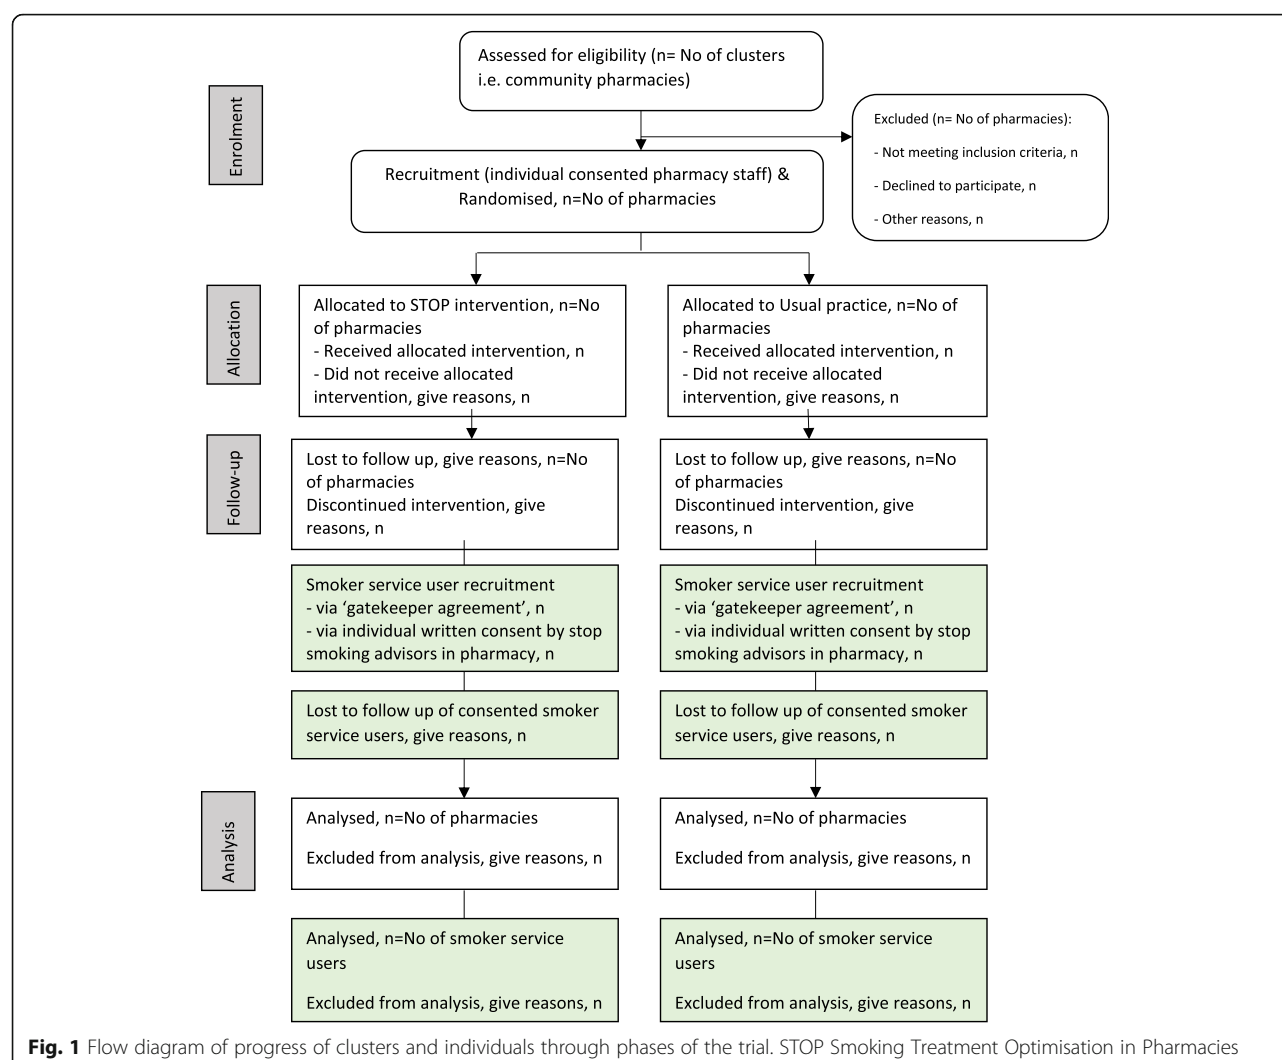 Assessed for eligibility (n= No of clusters
i.e. community pharmacies)
Enrolment
Excluded (n= No of pharmacies):
- Not meeting inclusion criteria, n
- Declined to participate, n
- Other reasons, n
Recruitment (individual consented pharmacy staff) &
Randomised, n=No of pharmacies
Allocation
Allocated to STOP intervention, n=No
of pharmacies
- Received allocated intervention, n
- Did not receive allocated
intervention, give reasons, n
Allocated to Usual practice, n=No of
pharmacies
- Received allocated intervention, n
- Did not receive allocated
intervention, give reasons, n
Follow-up
Lost to follow up, give reasons, n=No
of pharmacies
Discontinued intervention, give
reasons, n
Lost to follow up, give reasons, n=No
of pharmacies
Discontinued intervention, give
reasons, n
Smoker service user recruitment
- via ‘gatekeeper agreement’, n
- via individual written consent by stop
smoking advisors in pharmacy, n
Smoker service user recruitment
- via ‘gatekeeper agreement’, n
- via individual written consent by stop
smoking advisors in pharmacy, n
Lost to follow up of consented smoker
service users, give reasons, n
Lost to follow up of consented smoker
service users, give reasons, n
Analysis
Analysed, n=No of pharmacies
Excluded from analysis, give reasons, n
Analysed, n=No of pharmacies
Excluded from analysis, give reasons, n
Analysed, n=No of smoker service
users
Excluded from analysis, give reasons, n
Analysed, n=No of smoker service
users
Excluded from analysis, give reasons, n
Fig. 1 Flow diagram of progress of clusters and individuals through phases of the trial. STOP Smoking Treatment Optimisation in Pharmacies